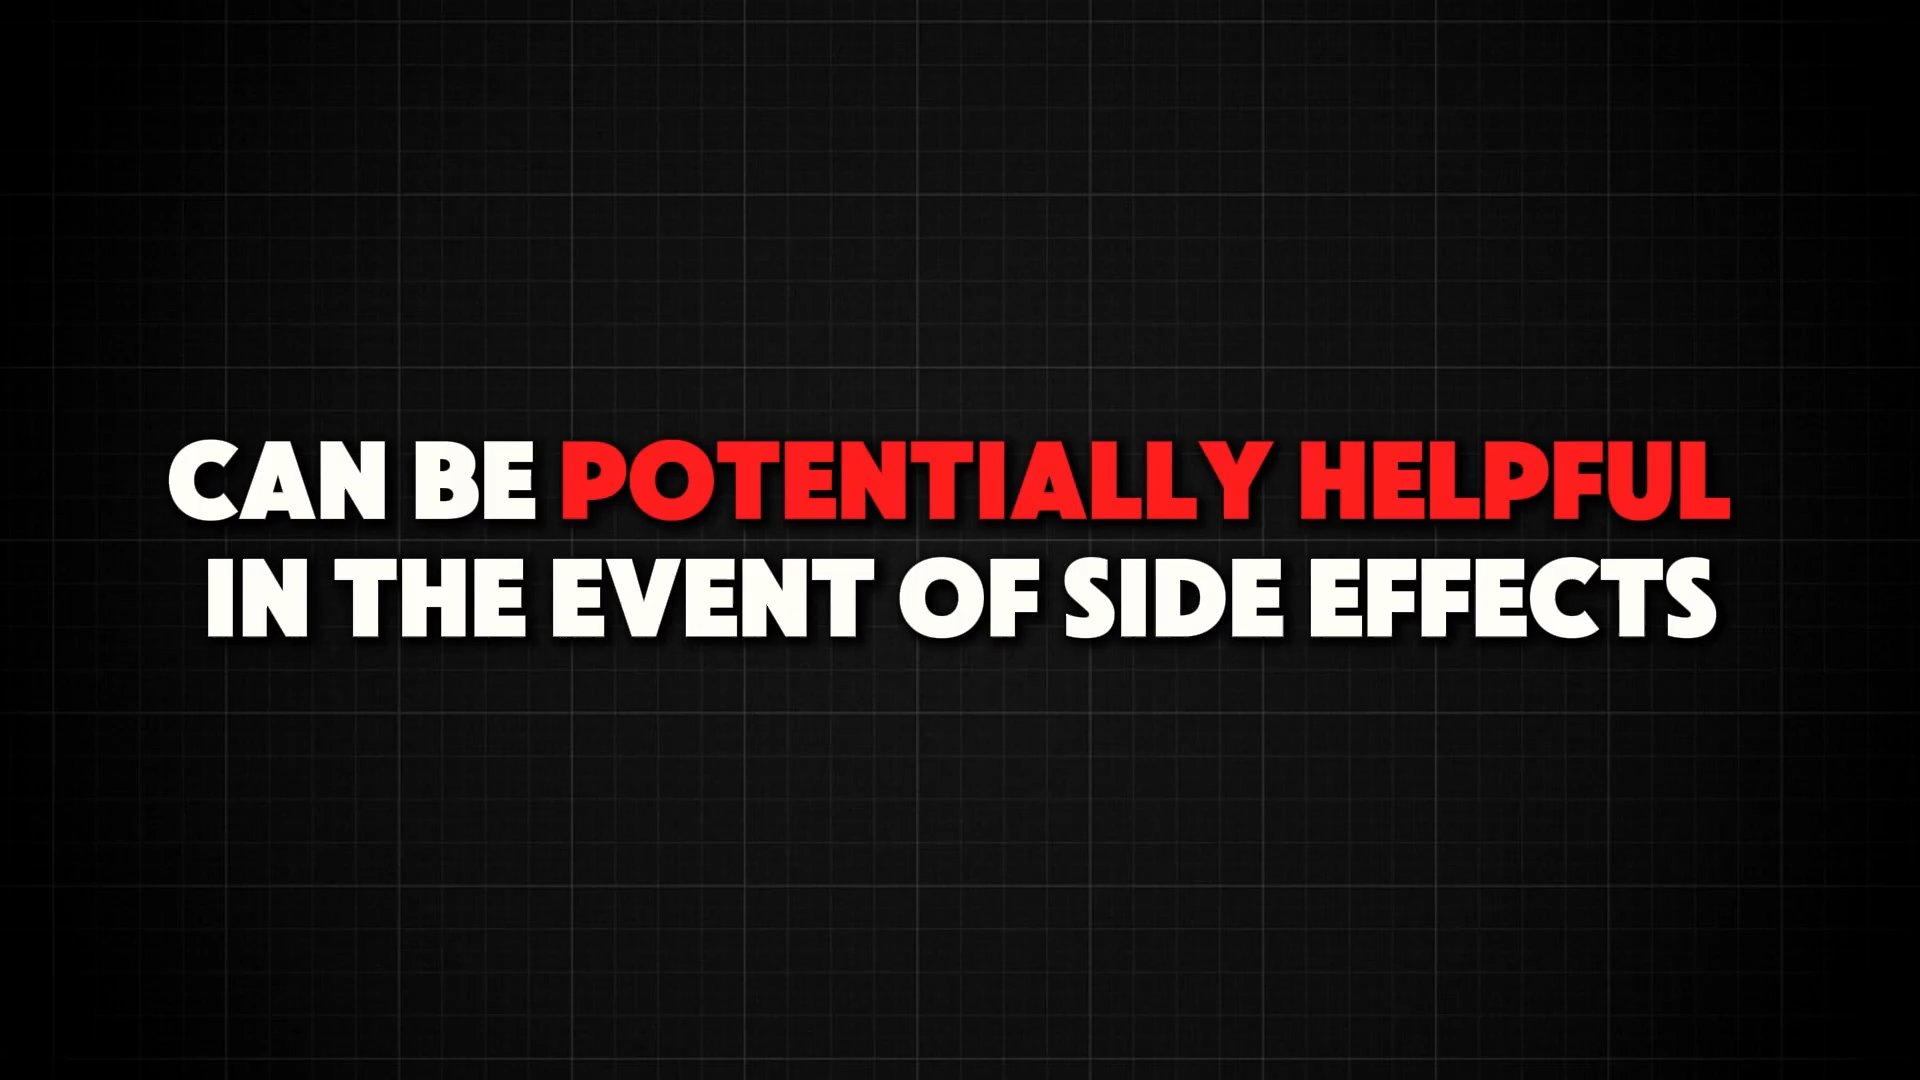 CAN BE POTENTIALLY HELPFUL
IN THE EVENT OF SIDE EFFECTS